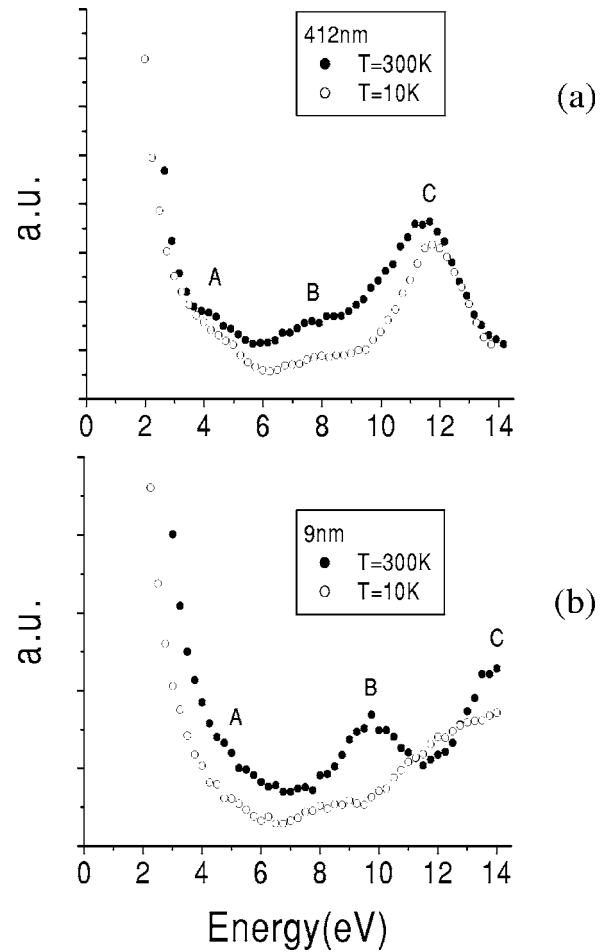 412nm
T=300K
T=10K
(a)
a.u.
A
B
C
0 2 4 6 8 10 12 14
9nm
T=300K
T=10K
(b)
a.u.
A
B
C
0 2 4 6 8 10 12 14
Energy(eV)